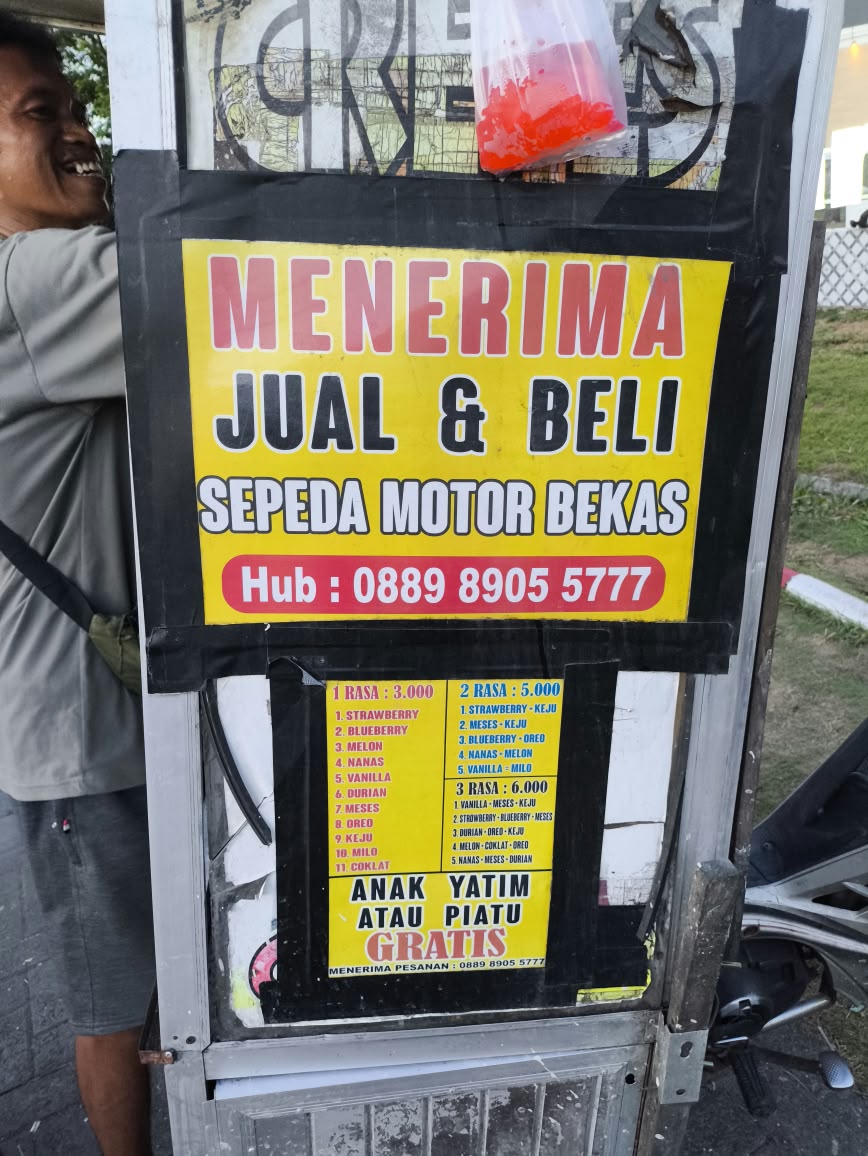 CREPES
MENERIMA
JUAL & BELI
SEPEDA MOTOR BEKAS
Hub : 0889 8905 5777
1 RASA : 3.000
1. STRAWBERRY
2. BLUEBERRY
3. MELON
4. NANAS
5. VANILLA
6. DURIAN
7. MESES
8. OREO
9. KEJU
10. MILO
11. COKLAT
2 RASA : 5.000
1. STRAWBERRY - KEJU
2. MESES - KEJU
3. BLUEBERRY - OREO
4. NANAS - MELON
5. VANILLA - MILO
3 RASA : 6.000
1. VANILLA - MESES - KEJU
2. STROWBERRY - BLUEBERRY - MESES
3. DURIAN - OREO - KEJU
4. MELON - COKLAT - OREO
5. NANAS - MESES - DURIAN
ANAK YATIM
ATAU PIATU
GRATIS
MENERIMA PESANAN : 0889 8905 5777